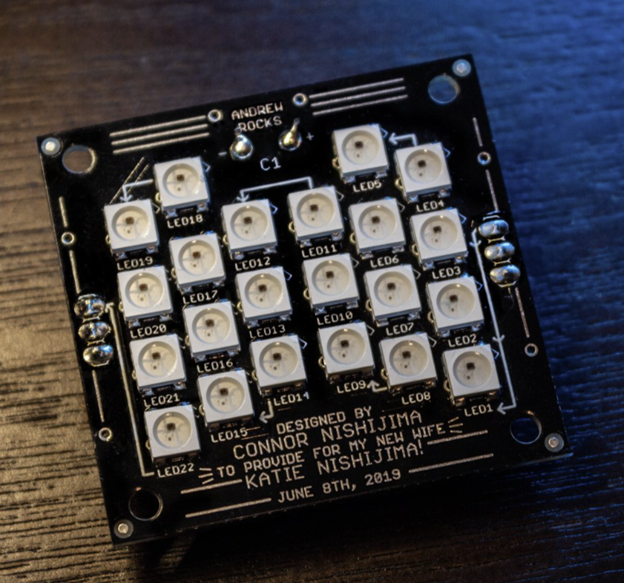 ANDREW
ROCKS
- +
C1
LED5
LED4
LED18
LED19
LED12
LED11
LED6
LED3
LED17
LED20
LED13
LED10
LED7
LED2
LED16
LED21
LED14
LED9
LED8
LED1
LED15
LED22
DESIGNED BY
CONNOR NISHIJIMA
TO PROVIDE FOR MY NEW WIFE
KATIE NISHIJIMA!
JUNE 8TH, 2019